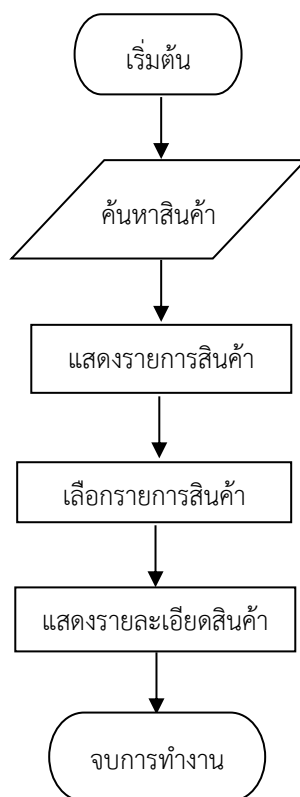 เริ่มต้น
ค้นหาสินค้า
แสดงรายการสินค้า
เลือกรายการสินค้า
แสดงรายละเอียดสินค้า
จบการทำงาน